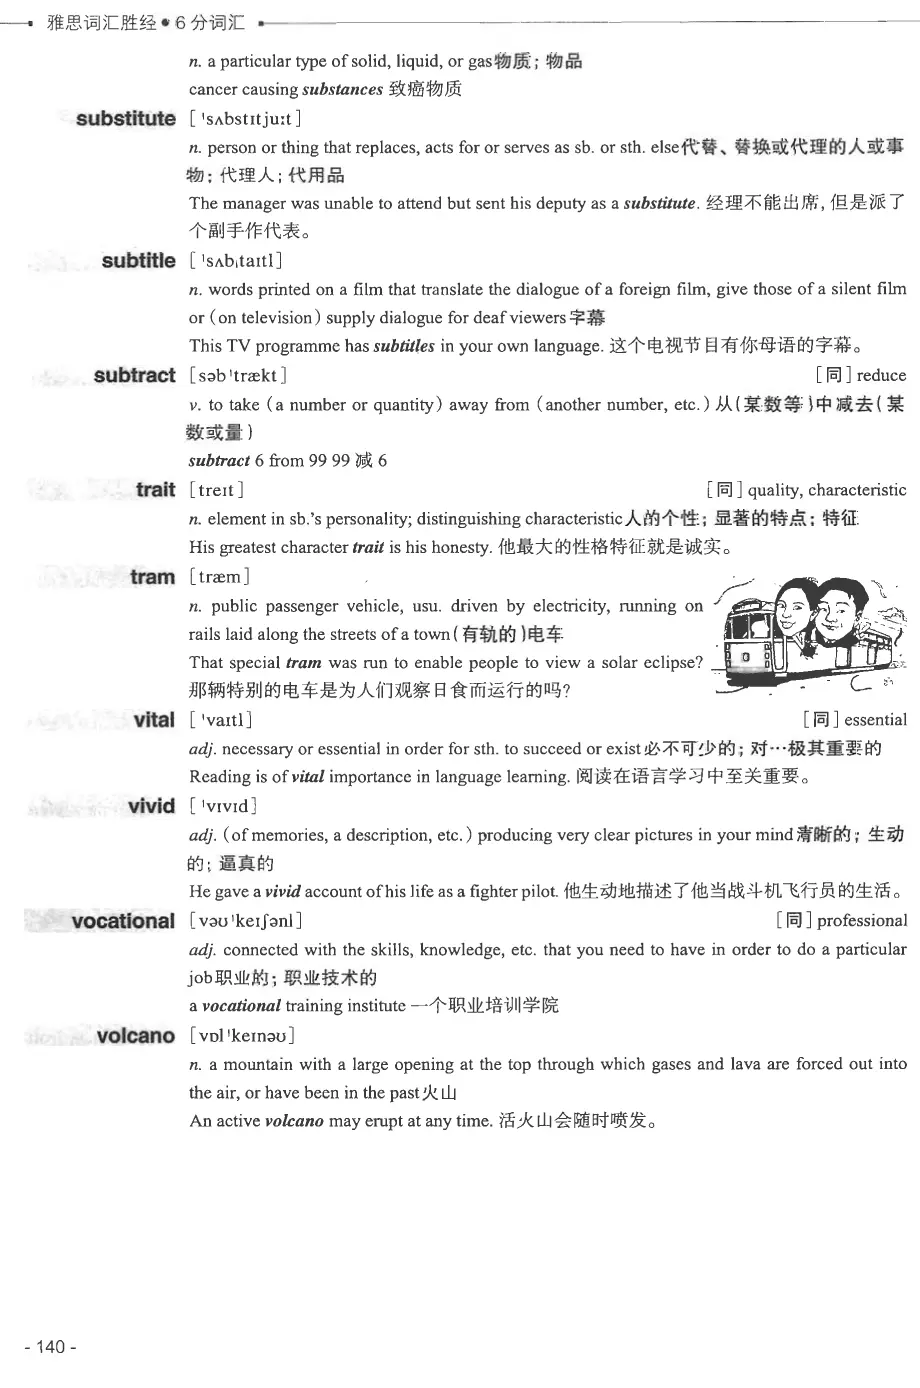 雅思词汇胜经•6分词汇
n. a particular type of solid, liquid, or gas物质；物品
cancer causing substances 致癌物质
substitute [ˈsʌbstɪtjuːt]
n. person or thing that replaces, acts for or serves as sb. or sth. else代替、替换或代理的人或事
物；代理人；代用品
The manager was unable to attend but sent his deputy as a substitute. 经理不能出席，但是派了
个副手作代表。
subtitle [ˈsʌbˌtaɪtl]
n. words printed on a film that translate the dialogue of a foreign film, give those of a silent film
or (on television) supply dialogue for deaf viewers字幕
This TV programme has subtitles in your own language. 这个电视节目有你母语的字幕。
subtract [səbˈtrækt] [同] reduce
v. to take (a number or quantity) away from (another number, etc.) 从(某数等)中减去(某
数或量)
subtract 6 from 99 99 减 6
trait [treɪt] [同] quality, characteristic
n. element in sb.'s personality; distinguishing characteristic人的个性；显著的特点；特征
His greatest character trait is his honesty. 他最大的性格特征就是诚实。
tram [træm]
n. public passenger vehicle, usu. driven by electricity, running on
rails laid along the streets of a town(有轨的)电车
That special tram was run to enable people to view a solar eclipse?
那辆特别的电车是为人们观察日食而运行的吗?
vital [ˈvaɪtl] [同] essential
adj. necessary or essential in order for sth. to succeed or exist必不可少的；对…极其重要的
Reading is of vital importance in language learning. 阅读在语言学习中至关重要。
vivid [ˈvɪvɪd]
adj. (of memories, a description, etc.) producing very clear pictures in your mind清晰的；生动
的；逼真的
He gave a vivid account of his life as a fighter pilot. 他生动地描述了他当战斗机飞行员的生活。
vocational [vəʊˈkeɪʃənl] [同] professional
adj. connected with the skills, knowledge, etc. that you need to have in order to do a particular
job职业的；职业技术的
a vocational training institute 一个职业培训学院
volcano [vɒlˈkeɪnəʊ]
n. a mountain with a large opening at the top through which gases and lava are forced out into
the air, or have been in the past火山
An active volcano may erupt at any time. 活火山会随时喷发。
- 140 -